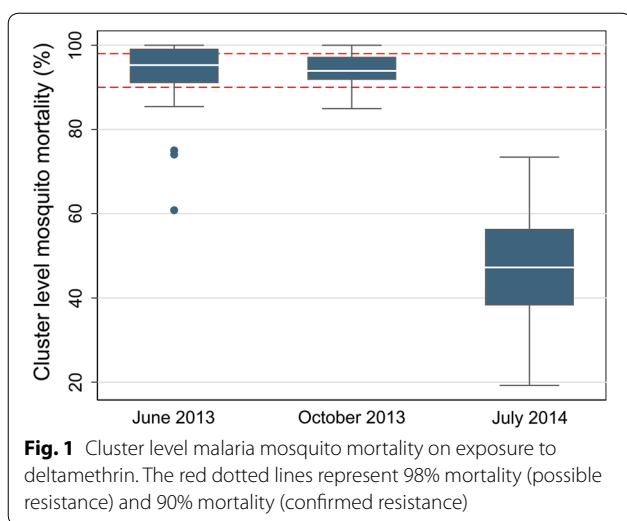 Cluster level mosquito mortality (%)
100
80
60
40
20
June 2013 October 2013 July 2014
Fig. 1 Cluster level malaria mosquito mortality on exposure to
deltamethrin. The red dotted lines represent 98% mortality (possible
resistance) and 90% mortality (confirmed resistance)